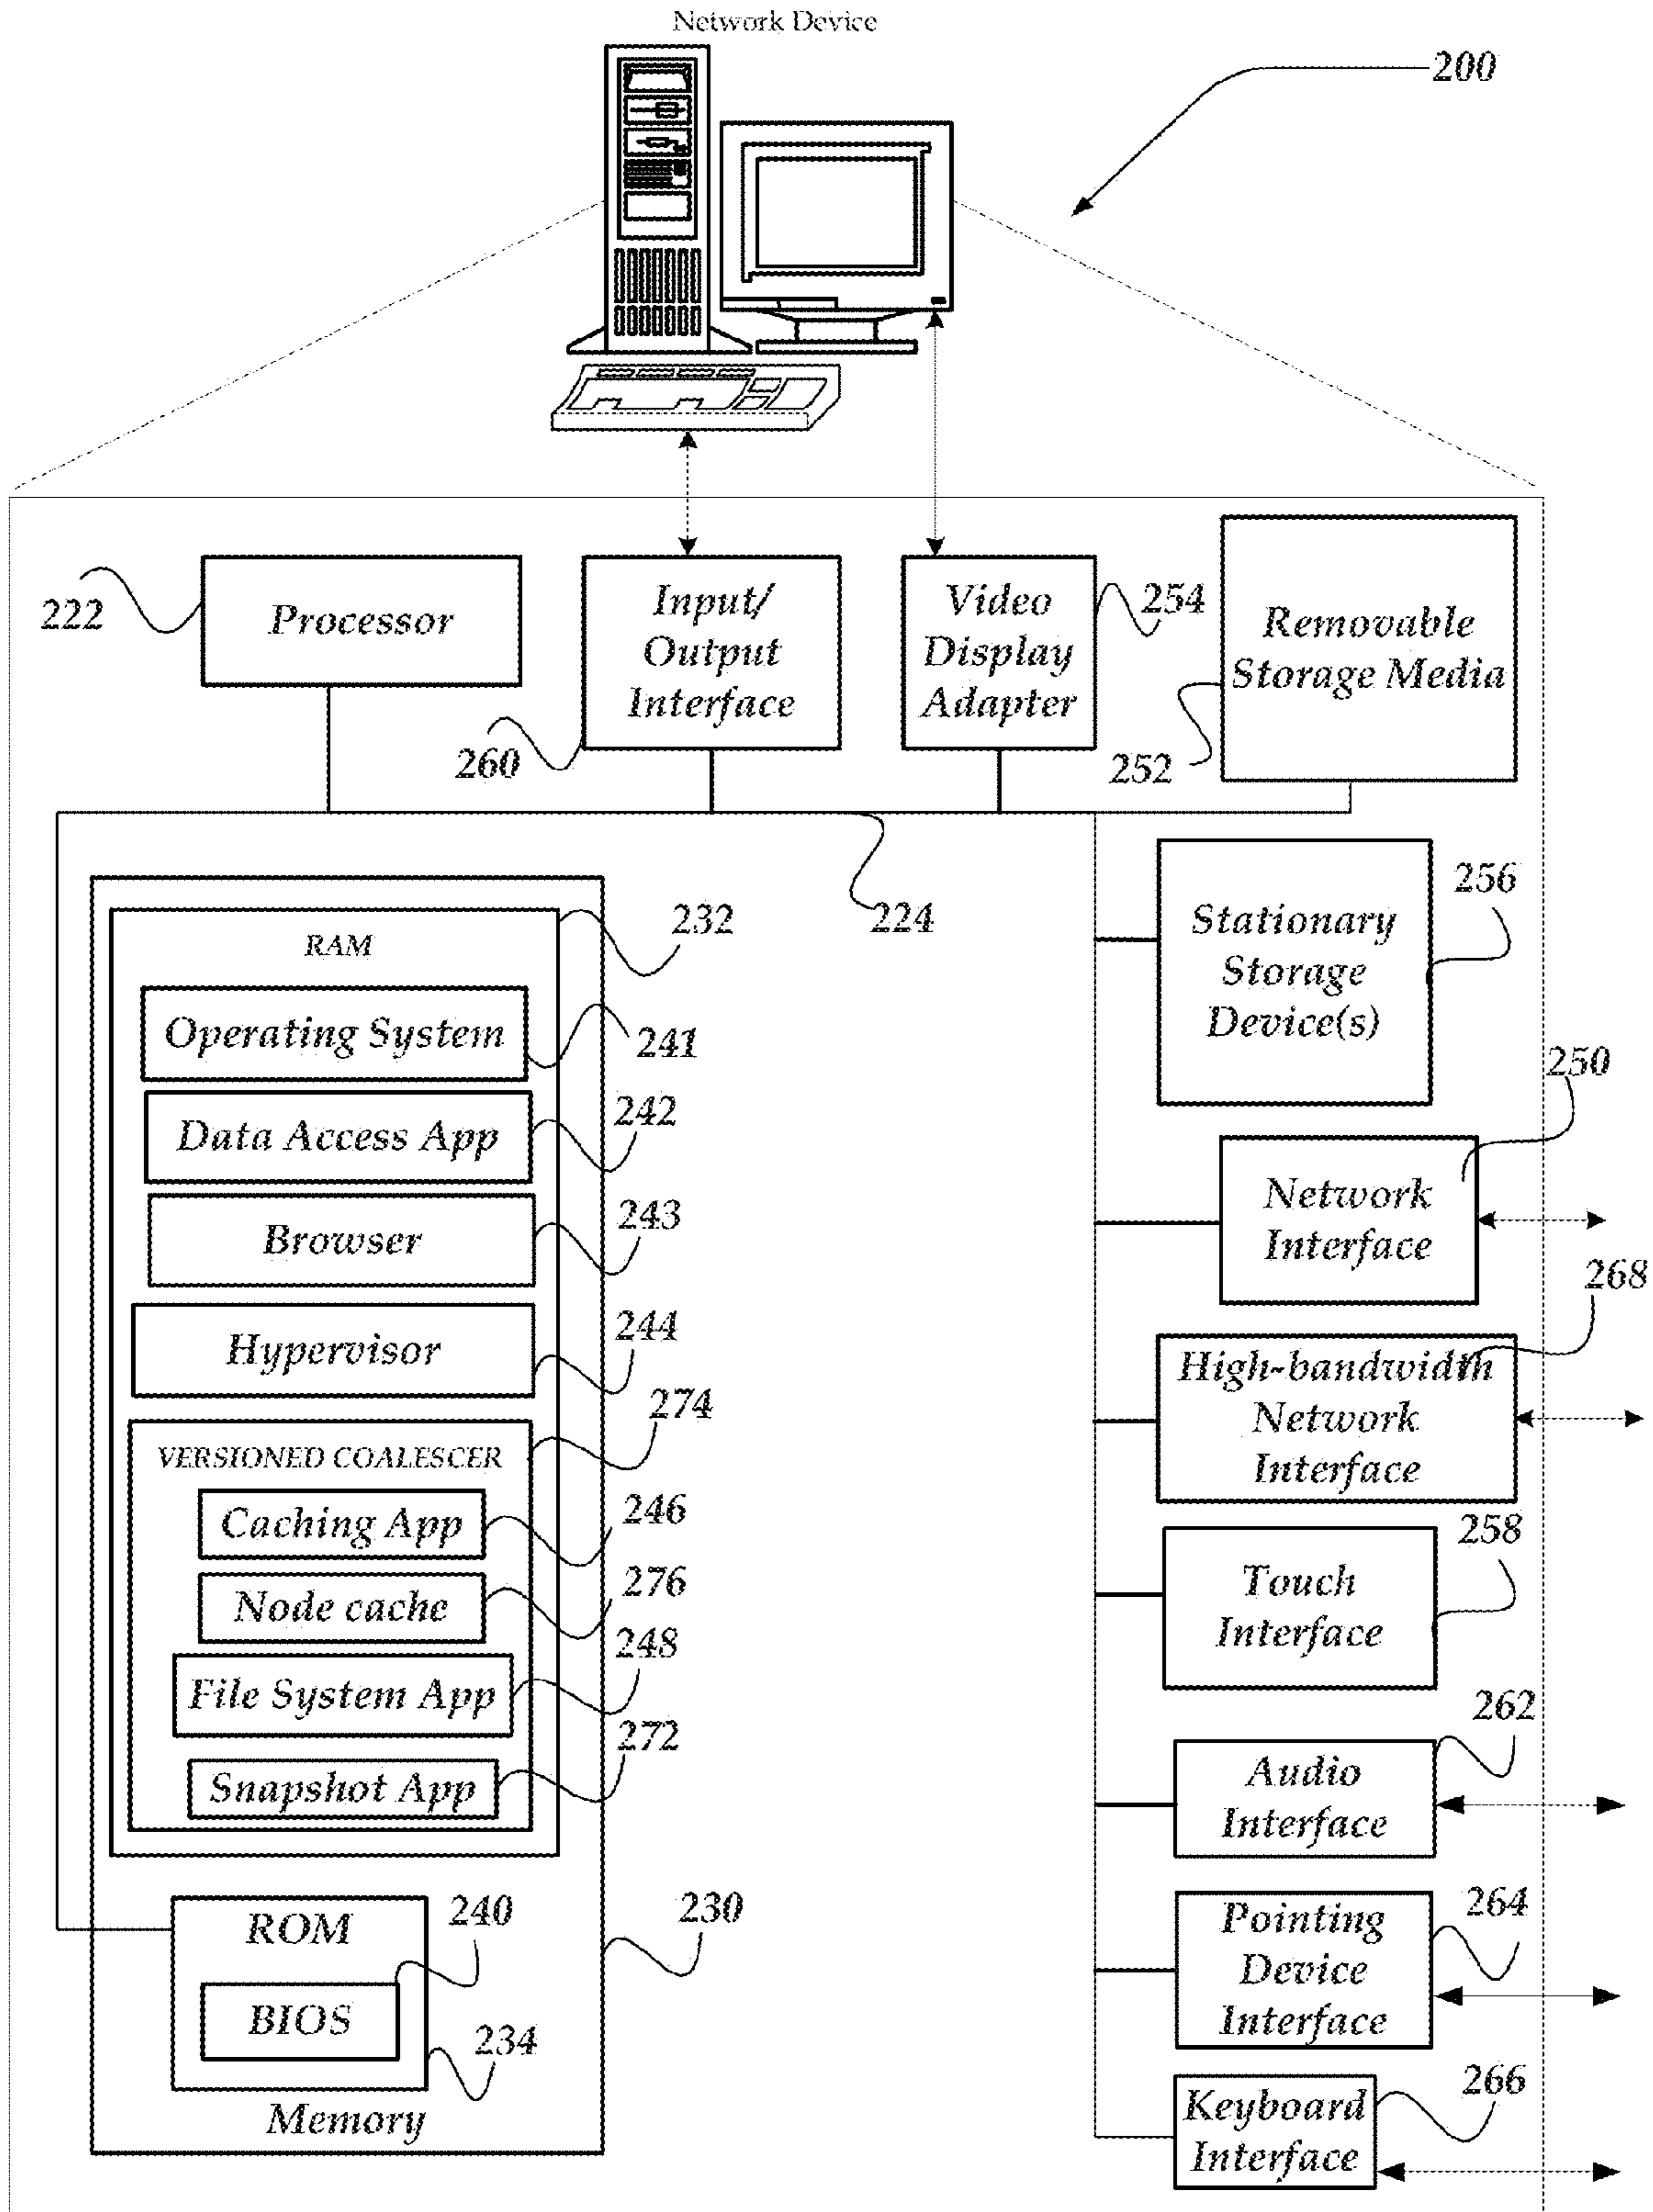 Network Device
200
222
Processor
Input/
Output
Interface
260
Video
Display
Adapter
254
Removable
Storage Media
252
224
232
RAM
Operating System
241
Data Access App
242
Browser
243
Hypervisor
244
274
VERSIONED COALESCER
Caching App
246
Node cache
276
File System App
248
Snapshot App
272
ROM
240
BIOS
234
Memory
230
Stationary
Storage
Device(s)
256
250
Network
Interface
268
High-bandwidth
Network
Interface
Touch
Interface
258
Audio
Interface
262
Pointing
Device
Interface
264
Keyboard
Interface
266